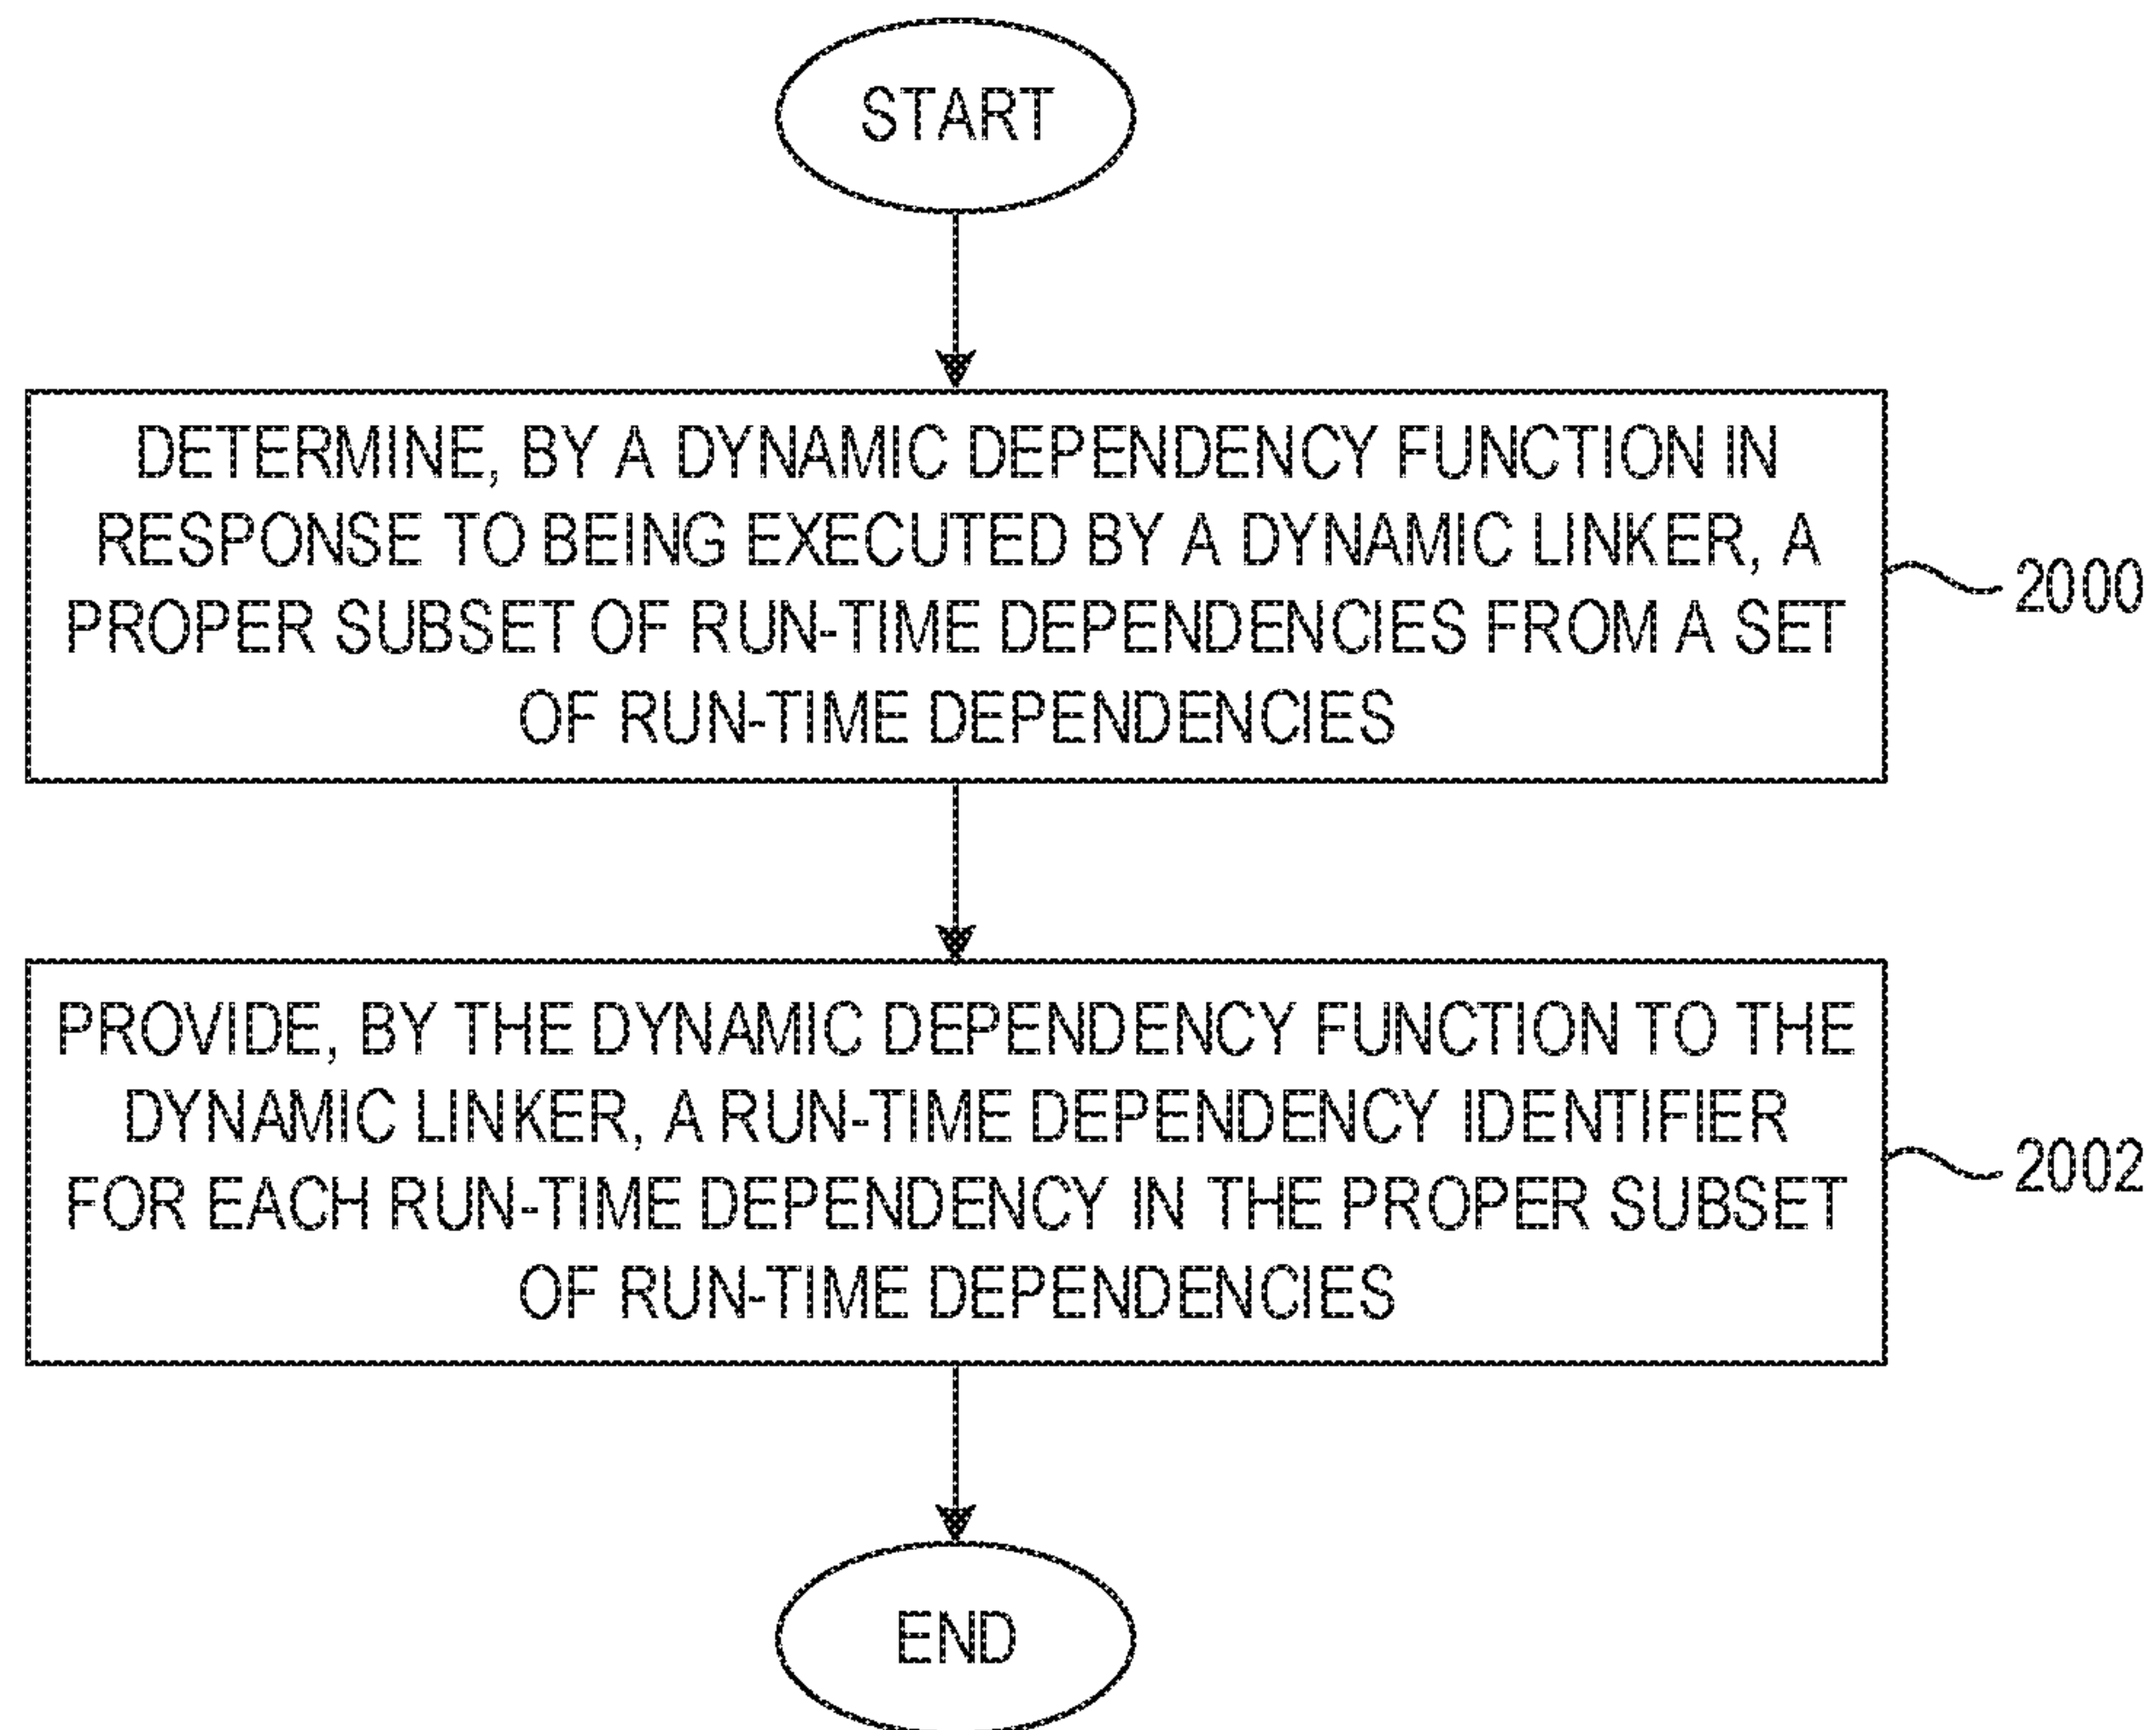 START
DETERMINE, BY A DYNAMIC DEPENDENCY FUNCTION IN
RESPONSE TO BEING EXECUTED BY A DYNAMIC LINKER, A
PROPER SUBSET OF RUN-TIME DEPENDENCIES FROM A SET
OF RUN-TIME DEPENDENCIES
2000
PROVIDE, BY THE DYNAMIC DEPENDENCY FUNCTION TO THE
DYNAMIC LINKER, A RUN-TIME DEPENDENCY IDENTIFIER
FOR EACH RUN-TIME DEPENDENCY IN THE PROPER SUBSET
OF RUN-TIME DEPENDENCIES
2002
END